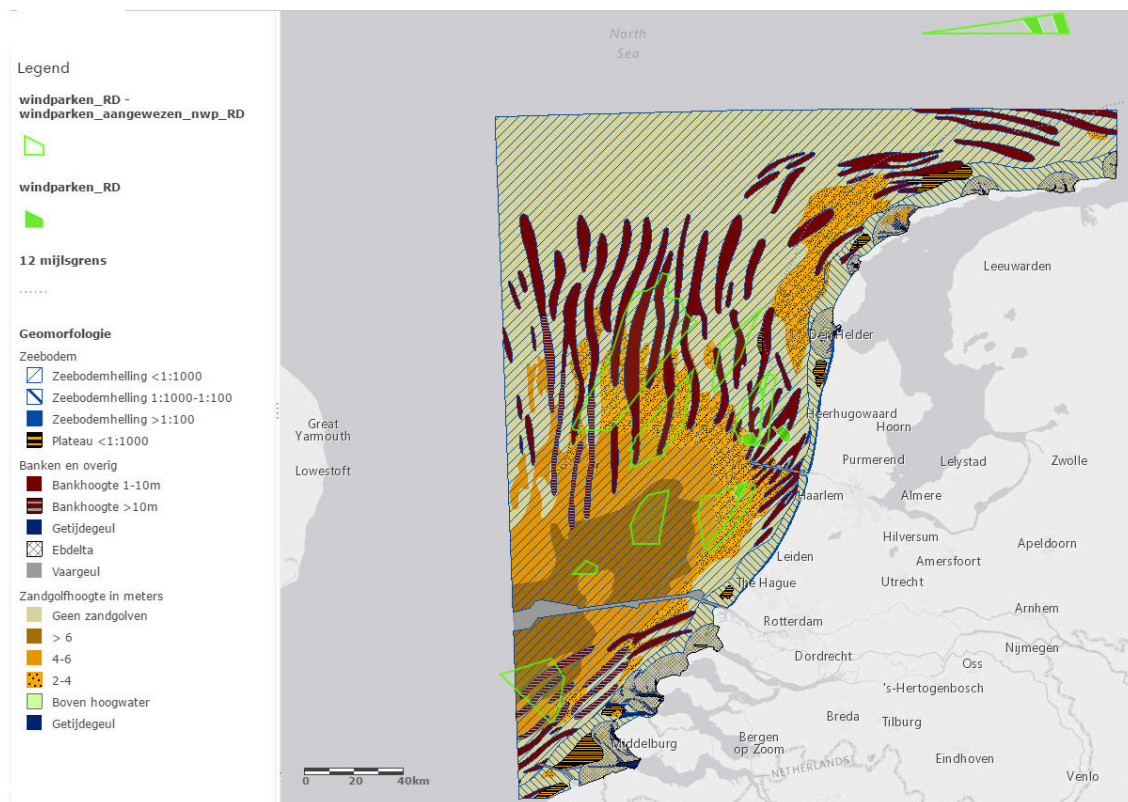 Legend
windparken_RD -
windparken_aangewezen_nwp_RD
windparken_RD
12 mijlsgrens
Geomorfologie
Zeebodem
Zeebodemhelling <1:1000
Zeebodemhelling 1:1000-1:100
Zeebodemhelling >1:100
Plateau <1:1000
Banken en overig
Bankhoogte 1-10m
Bankhoogte >10m
Getijdegeul
Ebdelta
Vaargeul
Zandgolfhoogte in meters
Geen zandgolven
> 6
4-6
2-4
Boven hoogwater
Getijdegeul
North
Sea
Leeuwarden
Den Helder
Great
Yarmouth
Heerhugowaard
Hoorn
Lowestoft
Purmerend
Lelystad
Zwolle
Haarlem
Almere
Hilversum
Apeldoorn
Leiden
Amersfoort
The Hague
Utrecht
Arnhem
Rotterdam
Nijmegen
Dordrecht
Oss
's-Hertogenbosch
Breda
Tilburg
Middelburg
Bergen
op Zoom
Eindhoven
NETHERLANDS
Venlo
0 20 40km